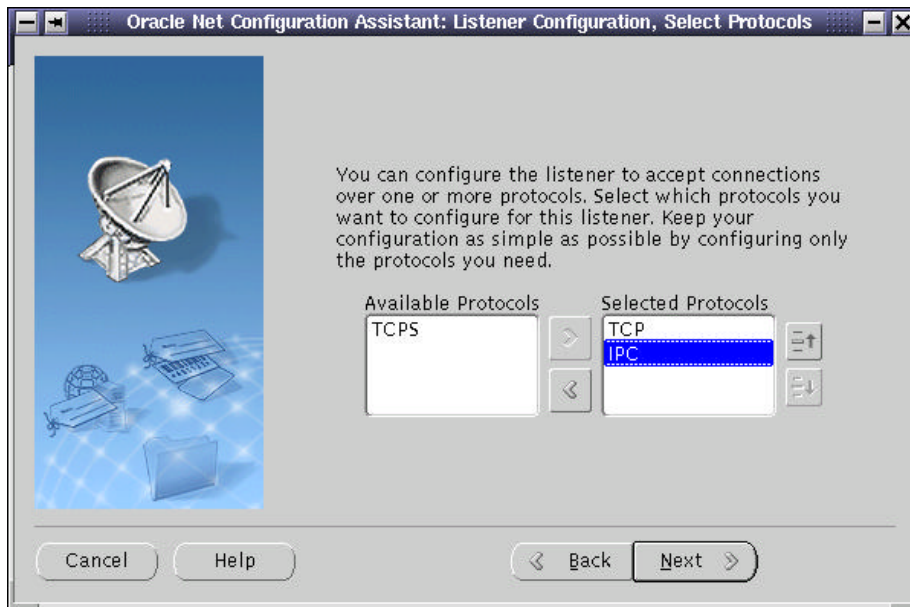 Oracle Net Configuration Assistant: Listener Configuration, Select Protocols
You can configure the listener to accept connections
over one or more protocols. Select which protocols you
want to configure for this listener. Keep your
configuration as simple as possible by configuring only
the protocols you need.
Available Protocols
Selected Protocols
TCPS
TCP
IPC
Cancel
Help
Back
Next